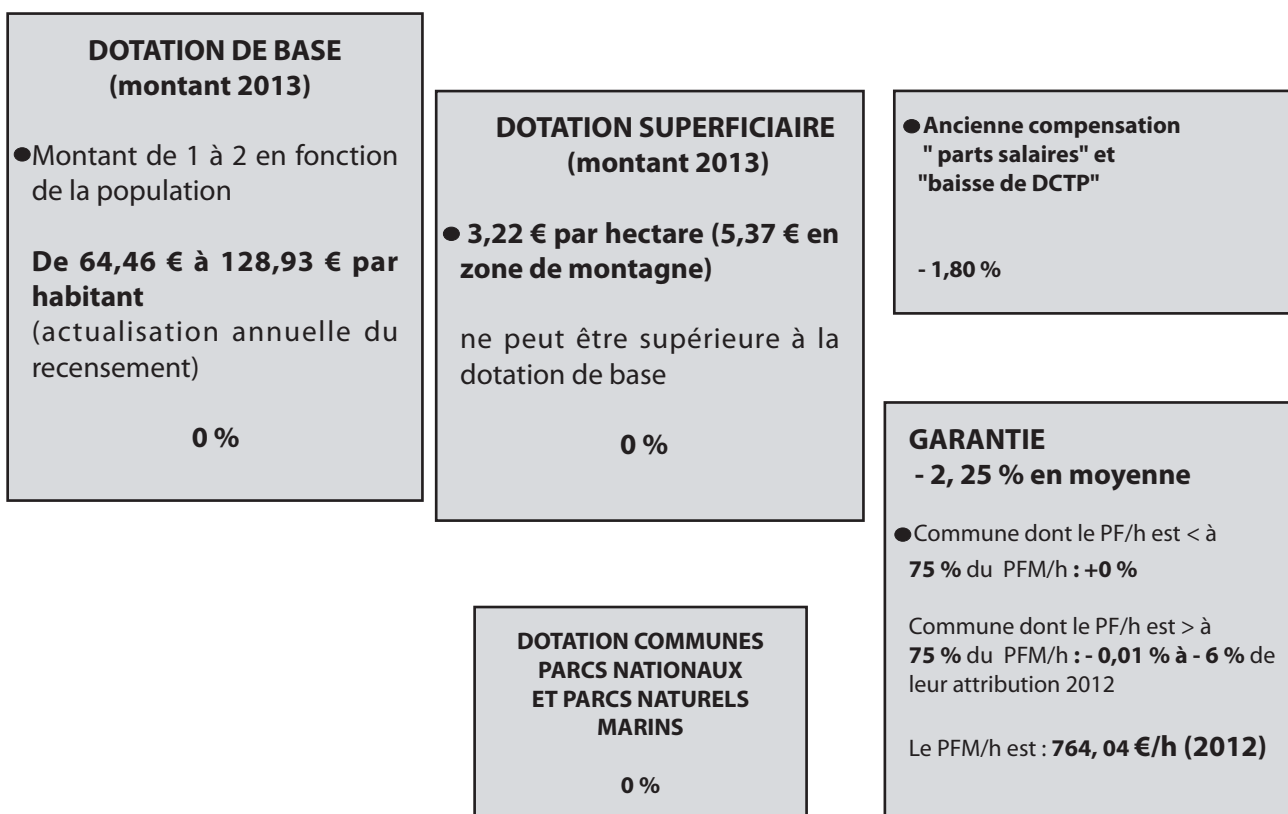 DOTATION DE BASE
(montant 2013)
●Montant de 1 à 2 en fonction
de la population
De 64,46 € à 128,93 € par
habitant
(actualisation annuelle du
recensement)
0 %
DOTATION SUPERFICIAIRE
(montant 2013)
● 3,22 € par hectare (5,37 € en
zone de montagne)
ne peut être supérieure à la
dotation de base
0 %
●Ancienne compensation
" parts salaires" et
"baisse de DCTP"
- 1,80 %
DOTATION COMMUNES
PARCS NATIONAUX
ET PARCS NATURELS
MARINS
0 %
GARANTIE
- 2, 25 % en moyenne
●Commune dont le PF/h est < à
75 % du PFM/h : +0 %
Commune dont le PF/h est > à
75 % du PFM/h : - 0,01 % à - 6 % de
leur attribution 2012
Le PFM/h est : 764, 04 €/h (2012)